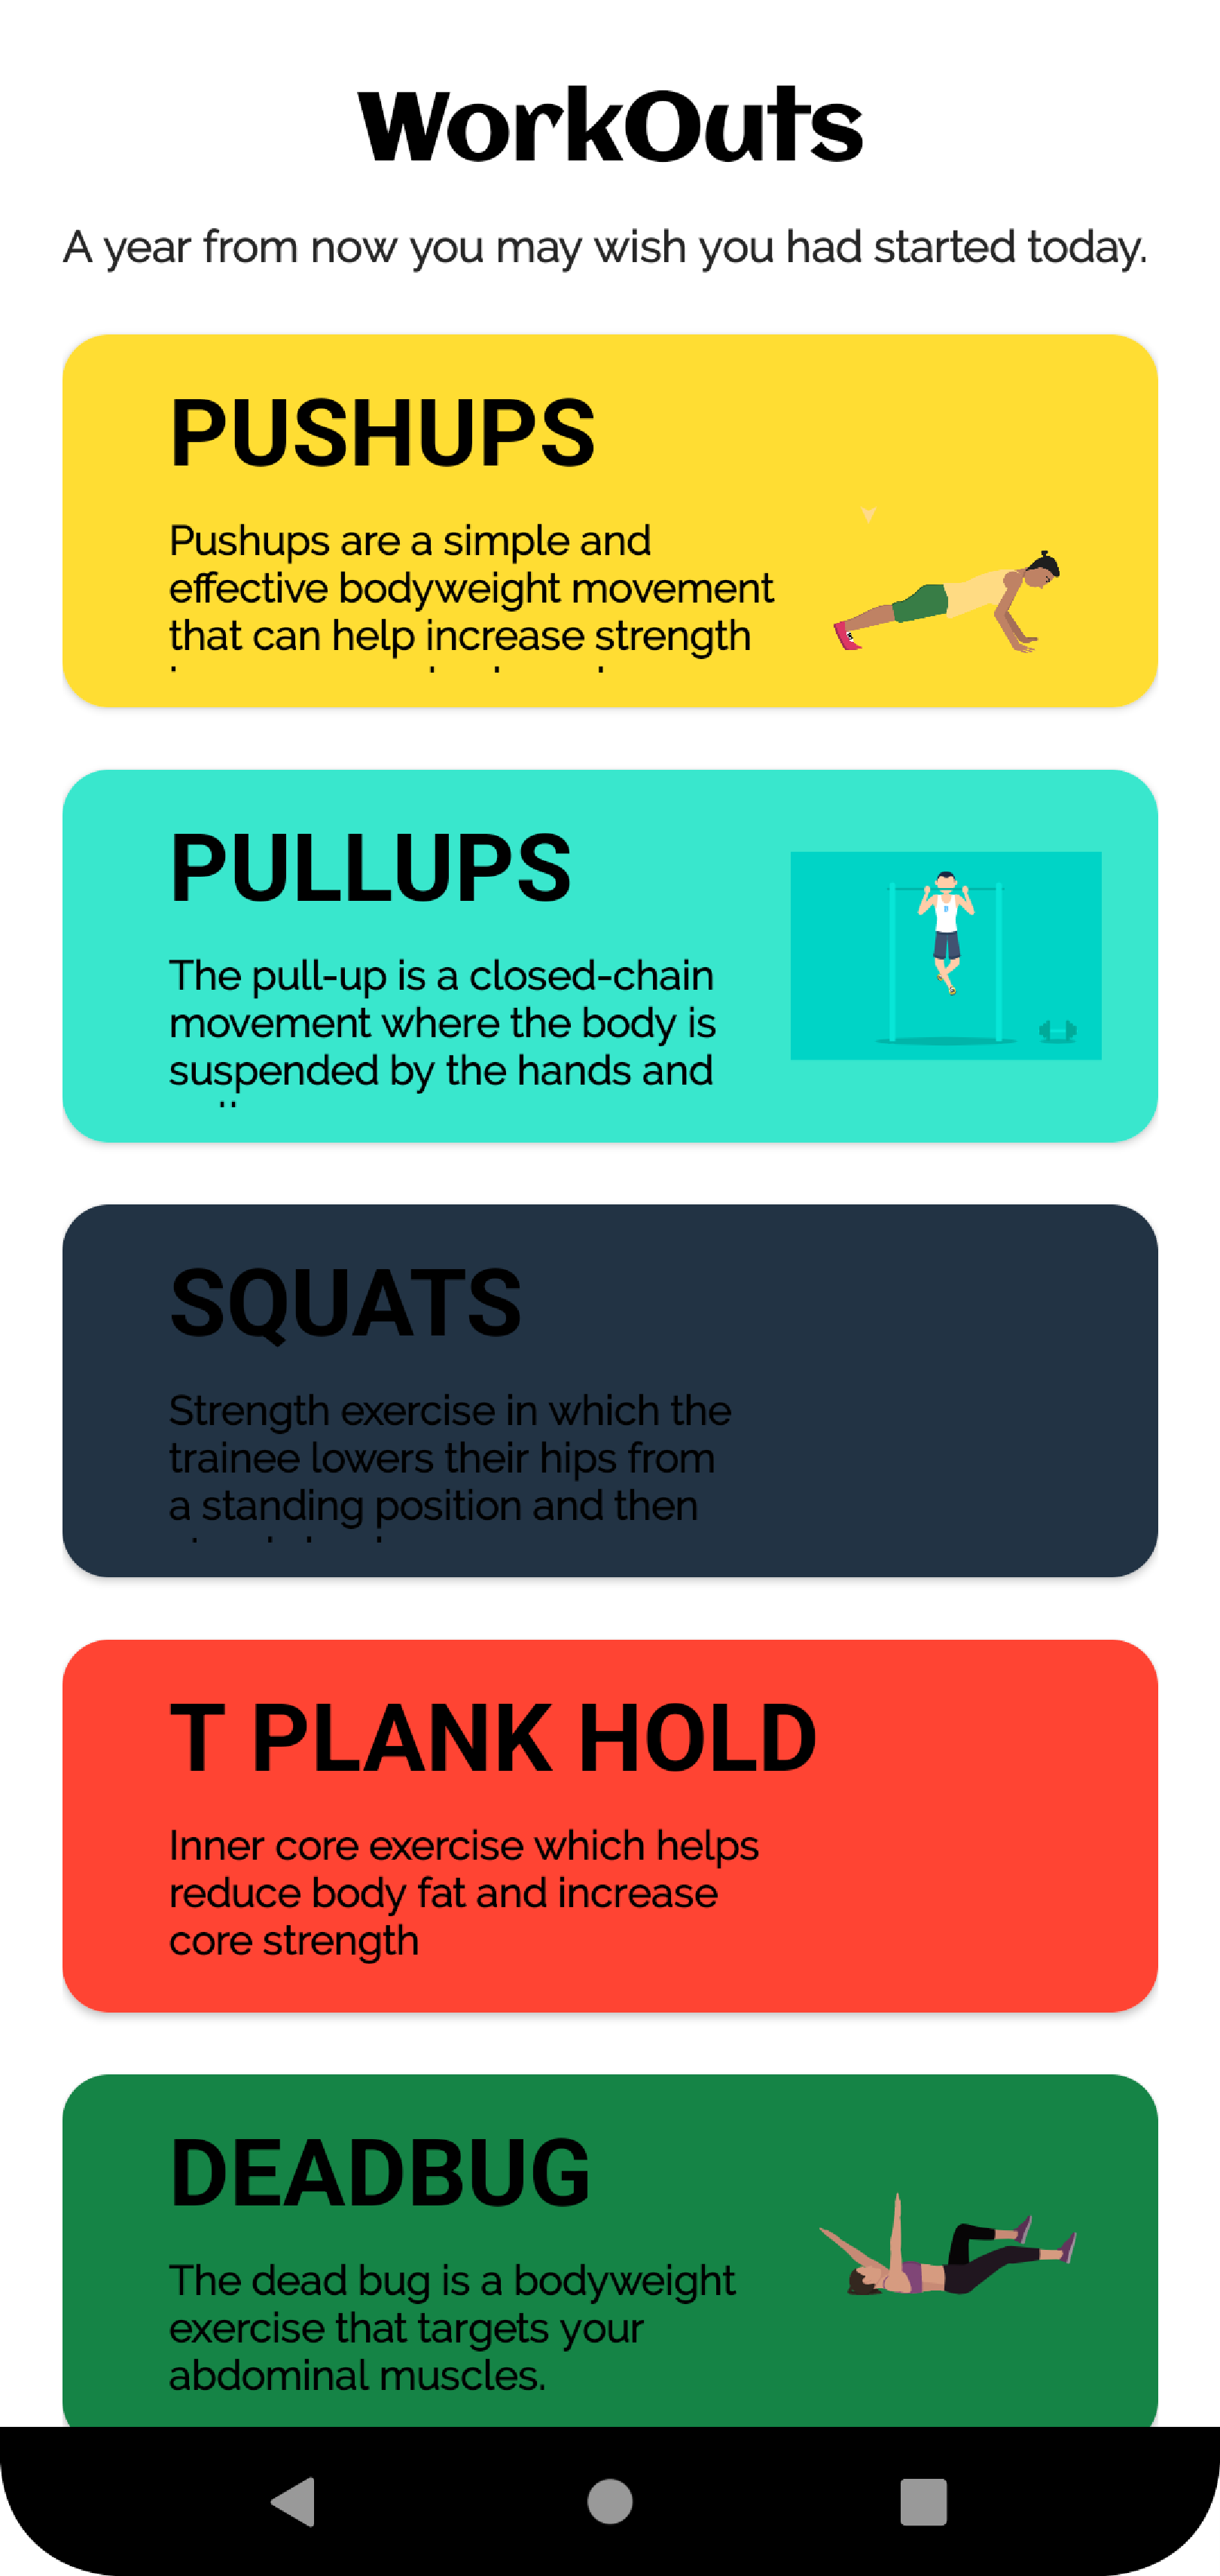 WorkOuts
A year from now you may wish you had started today.
PUSHUPS
Pushups are a simple and
effective bodyweight movement
that can help increase strength
PULLUPS
The pull-up is a closed-chain
movement where the body is
suspended by the hands and
SQUATS
Strength exercise in which the
trainee lowers their hips from
a standing position and then
T PLANK HOLD
Inner core exercise which helps
reduce body fat and increase
core strength
DEADBUG
The dead bug is a bodyweight
exercise that targets your
abdominal muscles.